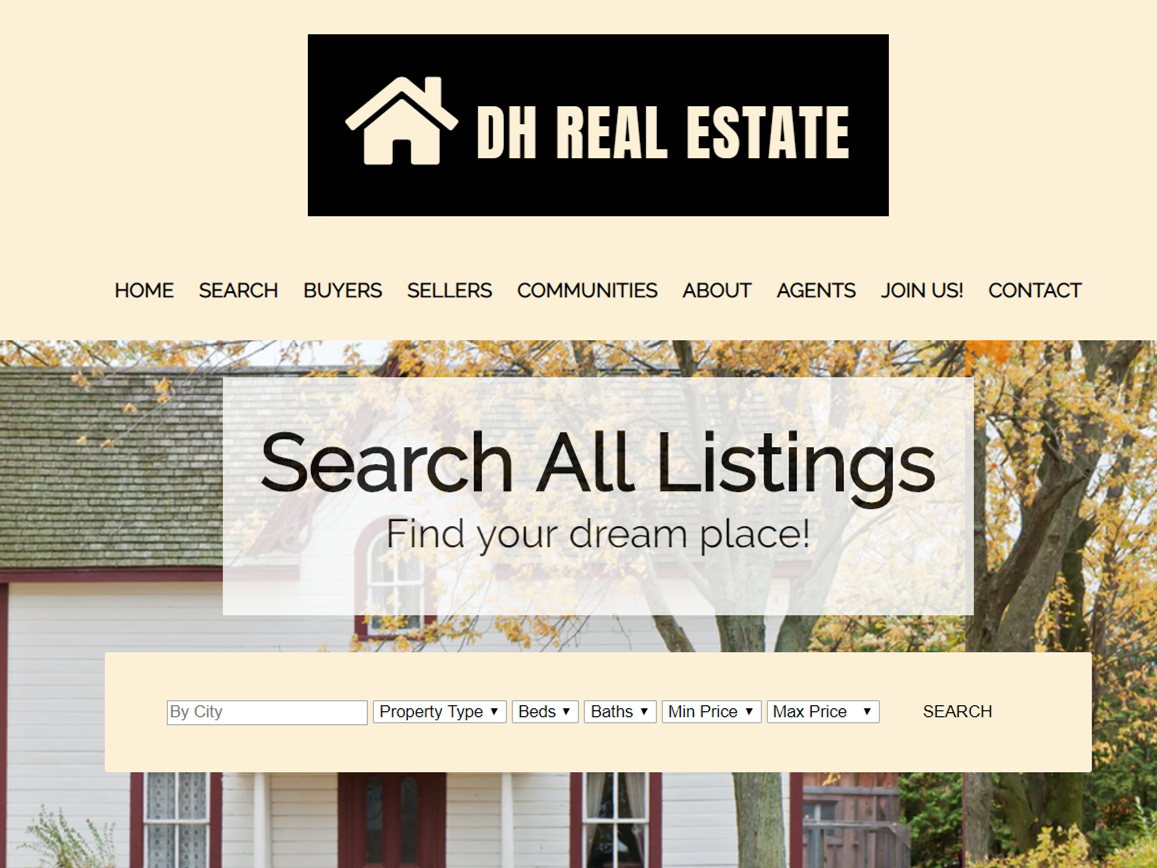 DH REAL ESTATE
HOME SEARCH BUYERS SELLERS COMMUNITIES ABOUT AGENTS JOIN US! CONTACT
Search All Listings
Find your dream place!
By City Property Type Beds Baths Min Price Max Price SEARCH